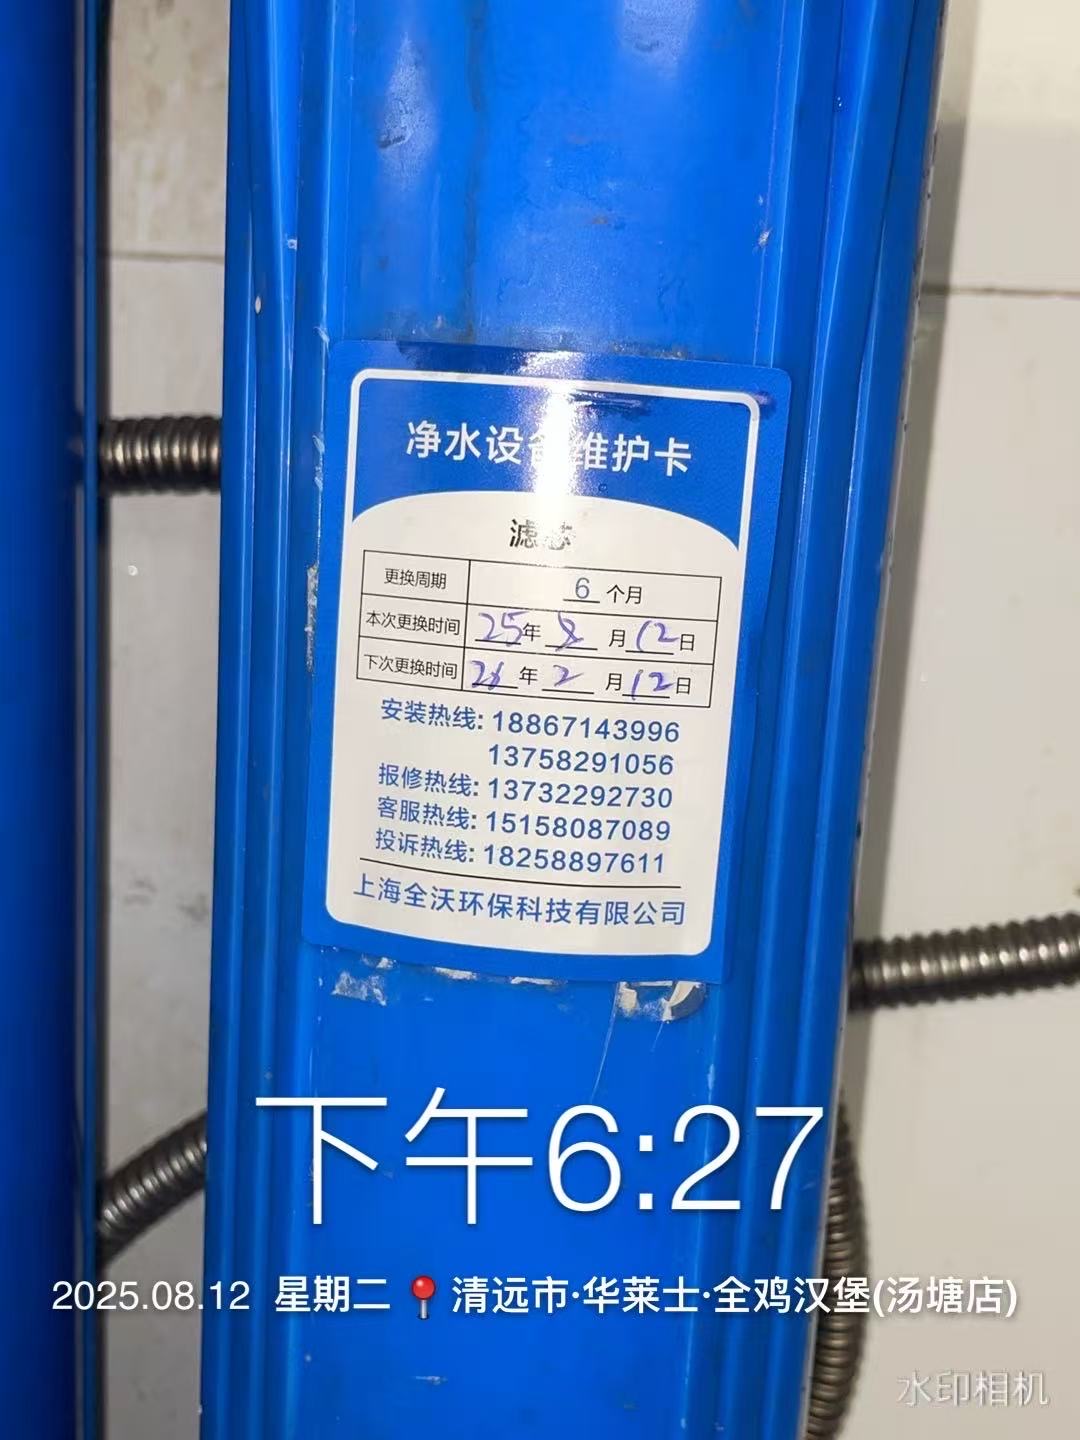 净水设备维护卡
滤芯
更换周期 6 个月
本次更换时间 25年 8 月 12日
下次更换时间 26 年 2 月 12日
安装热线: 18867143996
13758291056
报修热线: 13732292730
客服热线: 15158087089
投诉热线: 18258897611
上海全沃环保科技有限公司
下午6:27
2025.08.12 星期二 📍清远市·华莱士·全鸡汉堡(汤塘店)
水印相机